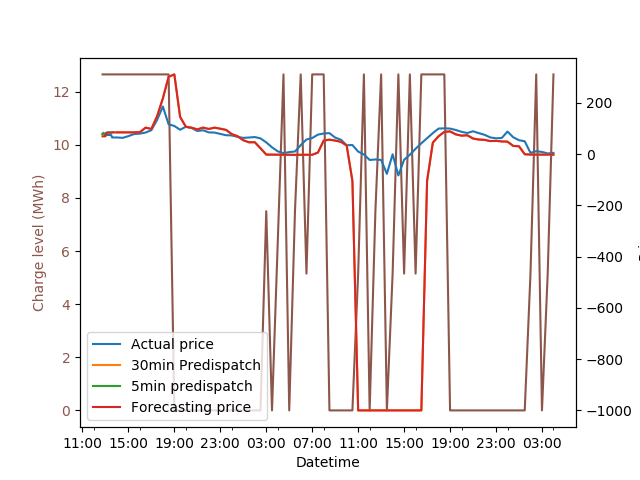 12
10
8
6
4
2
0
Charge level (MWh)
200
0
−200
−400
−600
−800
−1000
Actual price
30min Predispatch
5min predispatch
Forecasting price
11:00 15:00 19:00 23:00 03:00 07:00 11:00 15:00 19:00 23:00 03:00
Datetime